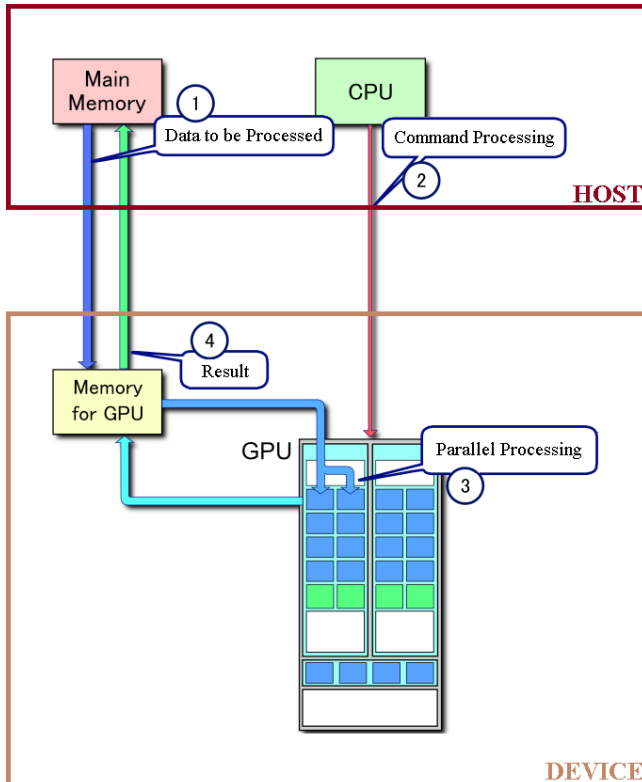 Main
Memory
CPU
1
Data to be Processed
Command Processing
2
HOST
4
Result
Memory
for GPU
GPU
Parallel Processing
3
DEVICE